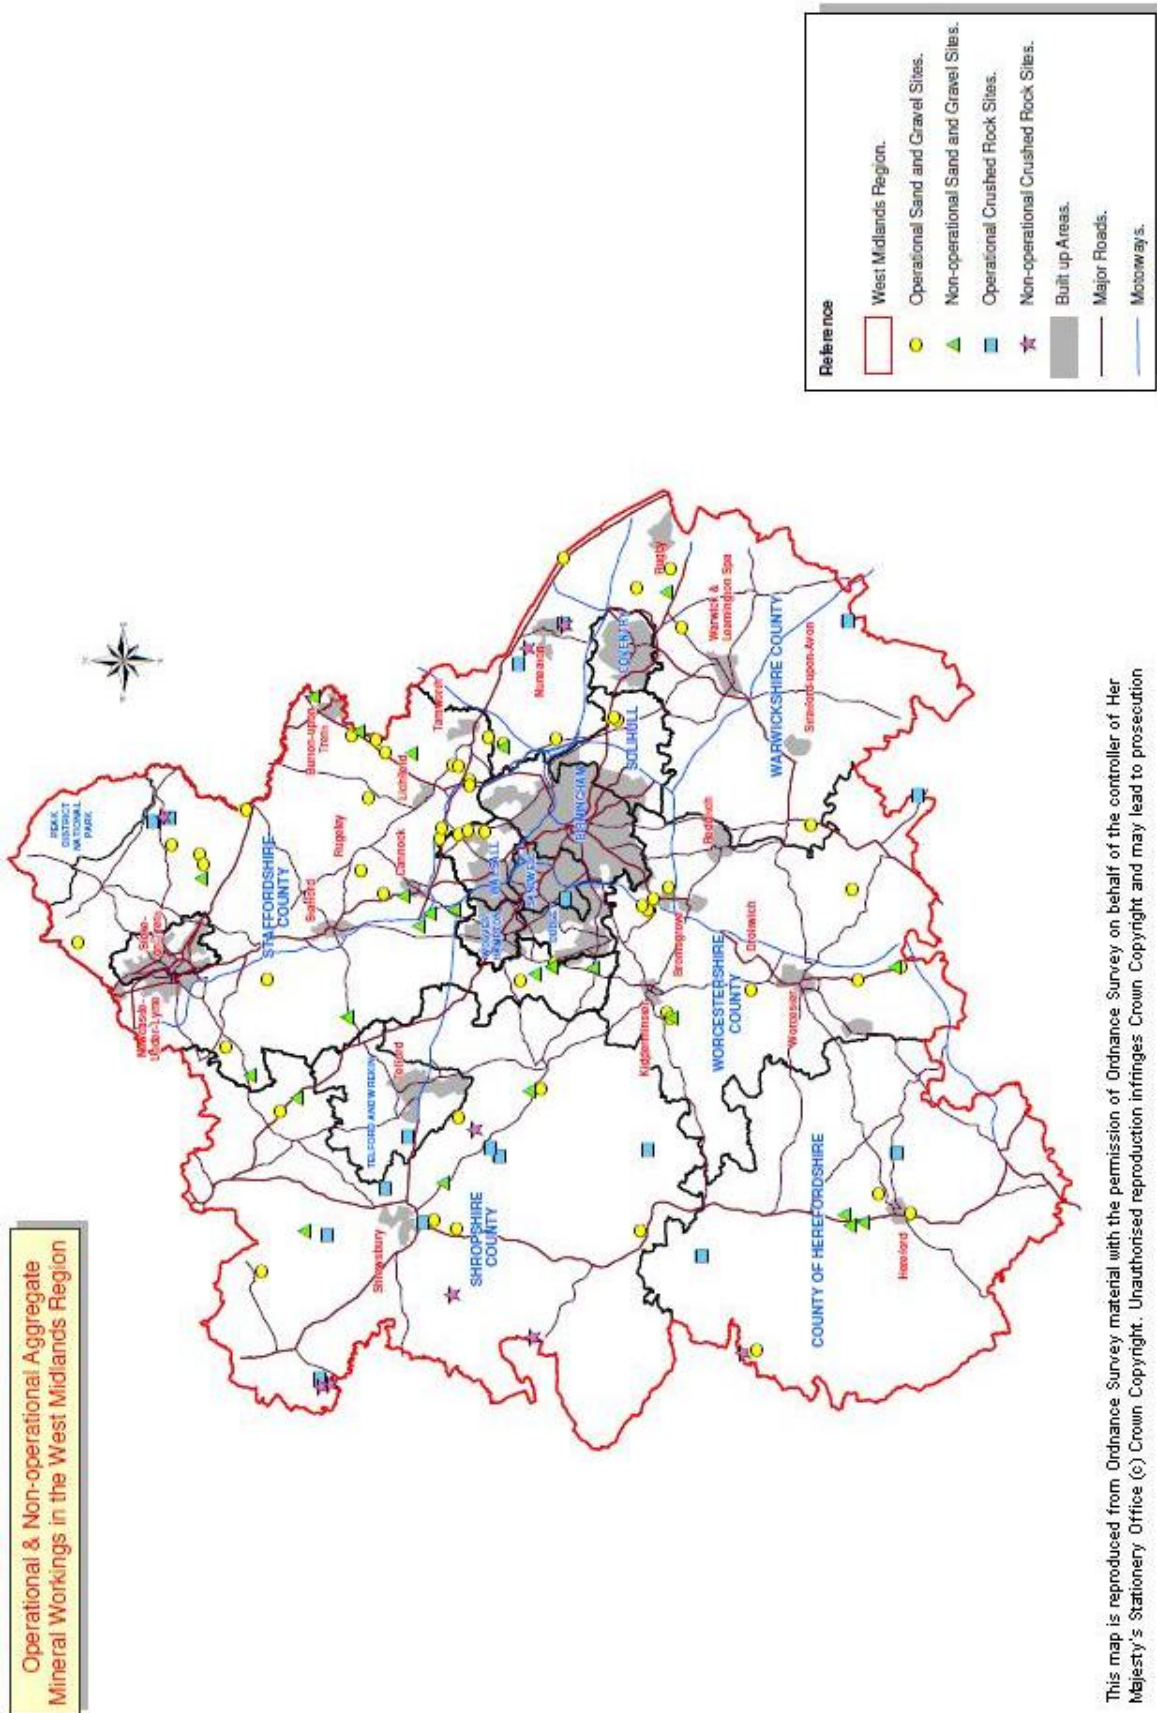 Operational & Non-operational Aggregate
Mineral Workings in the West Midlands Region
PEAK
DISTRICT
NATIONAL
PARK
Newcastle-
Under-Lyme
Stoke-
on-Trent
STAFFORDSHIRE
COUNTY
Stafford
Rugeley
Burton-upon-
Trent
Cannock
Lichfield
Tamworth
Shrewsbury
TELFORD AND WREKIN
Telford
SHROPSHIRE
COUNTY
WALSALL
BIRMINGHAM
SOLIHULL
COVENTRY
Nuneaton
Rugby
Kidderminster
Bromsgrove
Redditch
Droitwich
WORCESTERSHIRE
COUNTY
Worcester
Warwick &
Leamington Spa
WARWICKSHIRE COUNTY
Stratford-upon-Avon
COUNTY OF HEREFORDSHIRE
Hereford
Reference
West Midlands Region.
Operational Sand and Gravel Sites.
Non-operational Sand and Gravel Sites.
Operational Crushed Rock Sites.
Non-operational Crushed Rock Sites.
Built up Areas.
Major Roads.
Motorways.
This map is reproduced from Ordnance Survey material with the permission of Ordnance Survey on behalf of the controller of Her
Majesty's Stationery Office (c) Crown Copyright. Unauthorised reproduction infringes Crown Copyright and may lead to prosecution